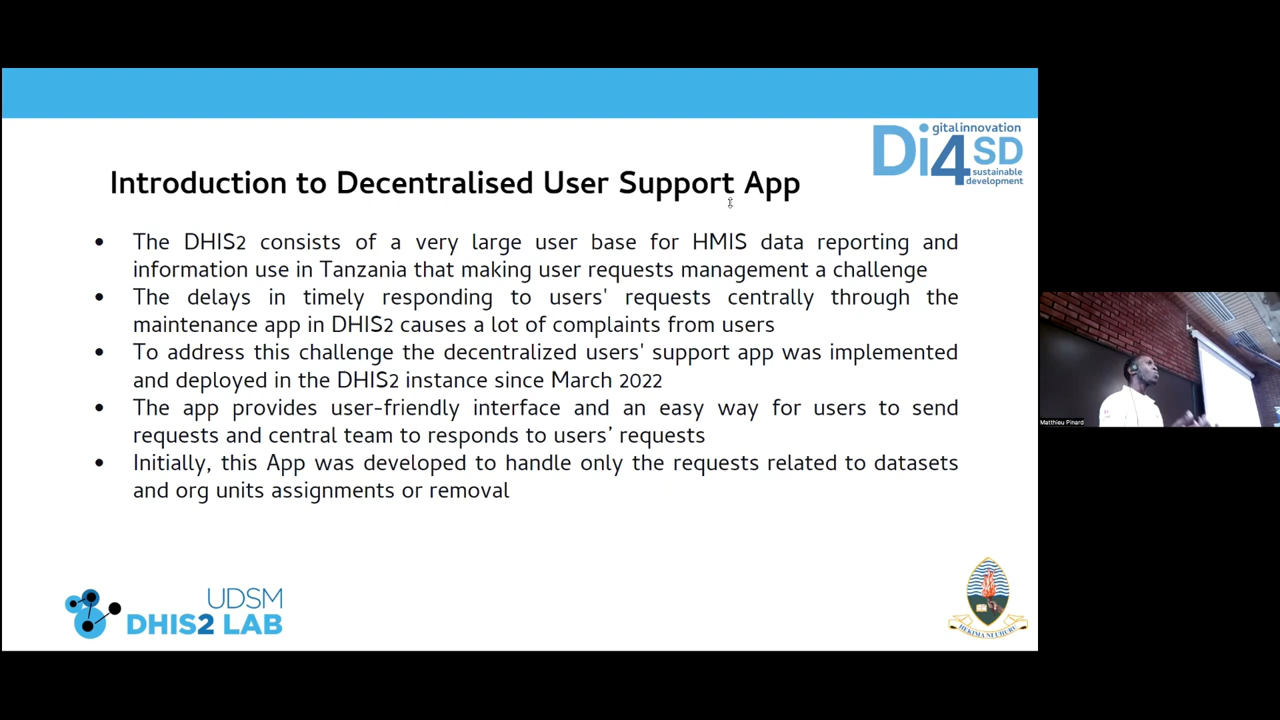 Di4SD
gital innovation
sustainable
development
Introduction to Decentralised User Support App
• The DHIS2 consists of a very large user base for HMIS data reporting and
information use in Tanzania that making user requests management a challenge
• The delays in timely responding to users' requests centrally through the
maintenance app in DHIS2 causes a lot of complaints from users
• To address this challenge the decentralized users' support app was implemented
and deployed in the DHIS2 instance since March 2022
• The app provides user-friendly interface and an easy way for users to send
requests and central team to responds to users’ requests
• Initially, this App was developed to handle only the requests related to datasets
and org units assignments or removal
Matthieu Pinard
UDSM
DHIS2 LAB
HEKIMA NI UHURU